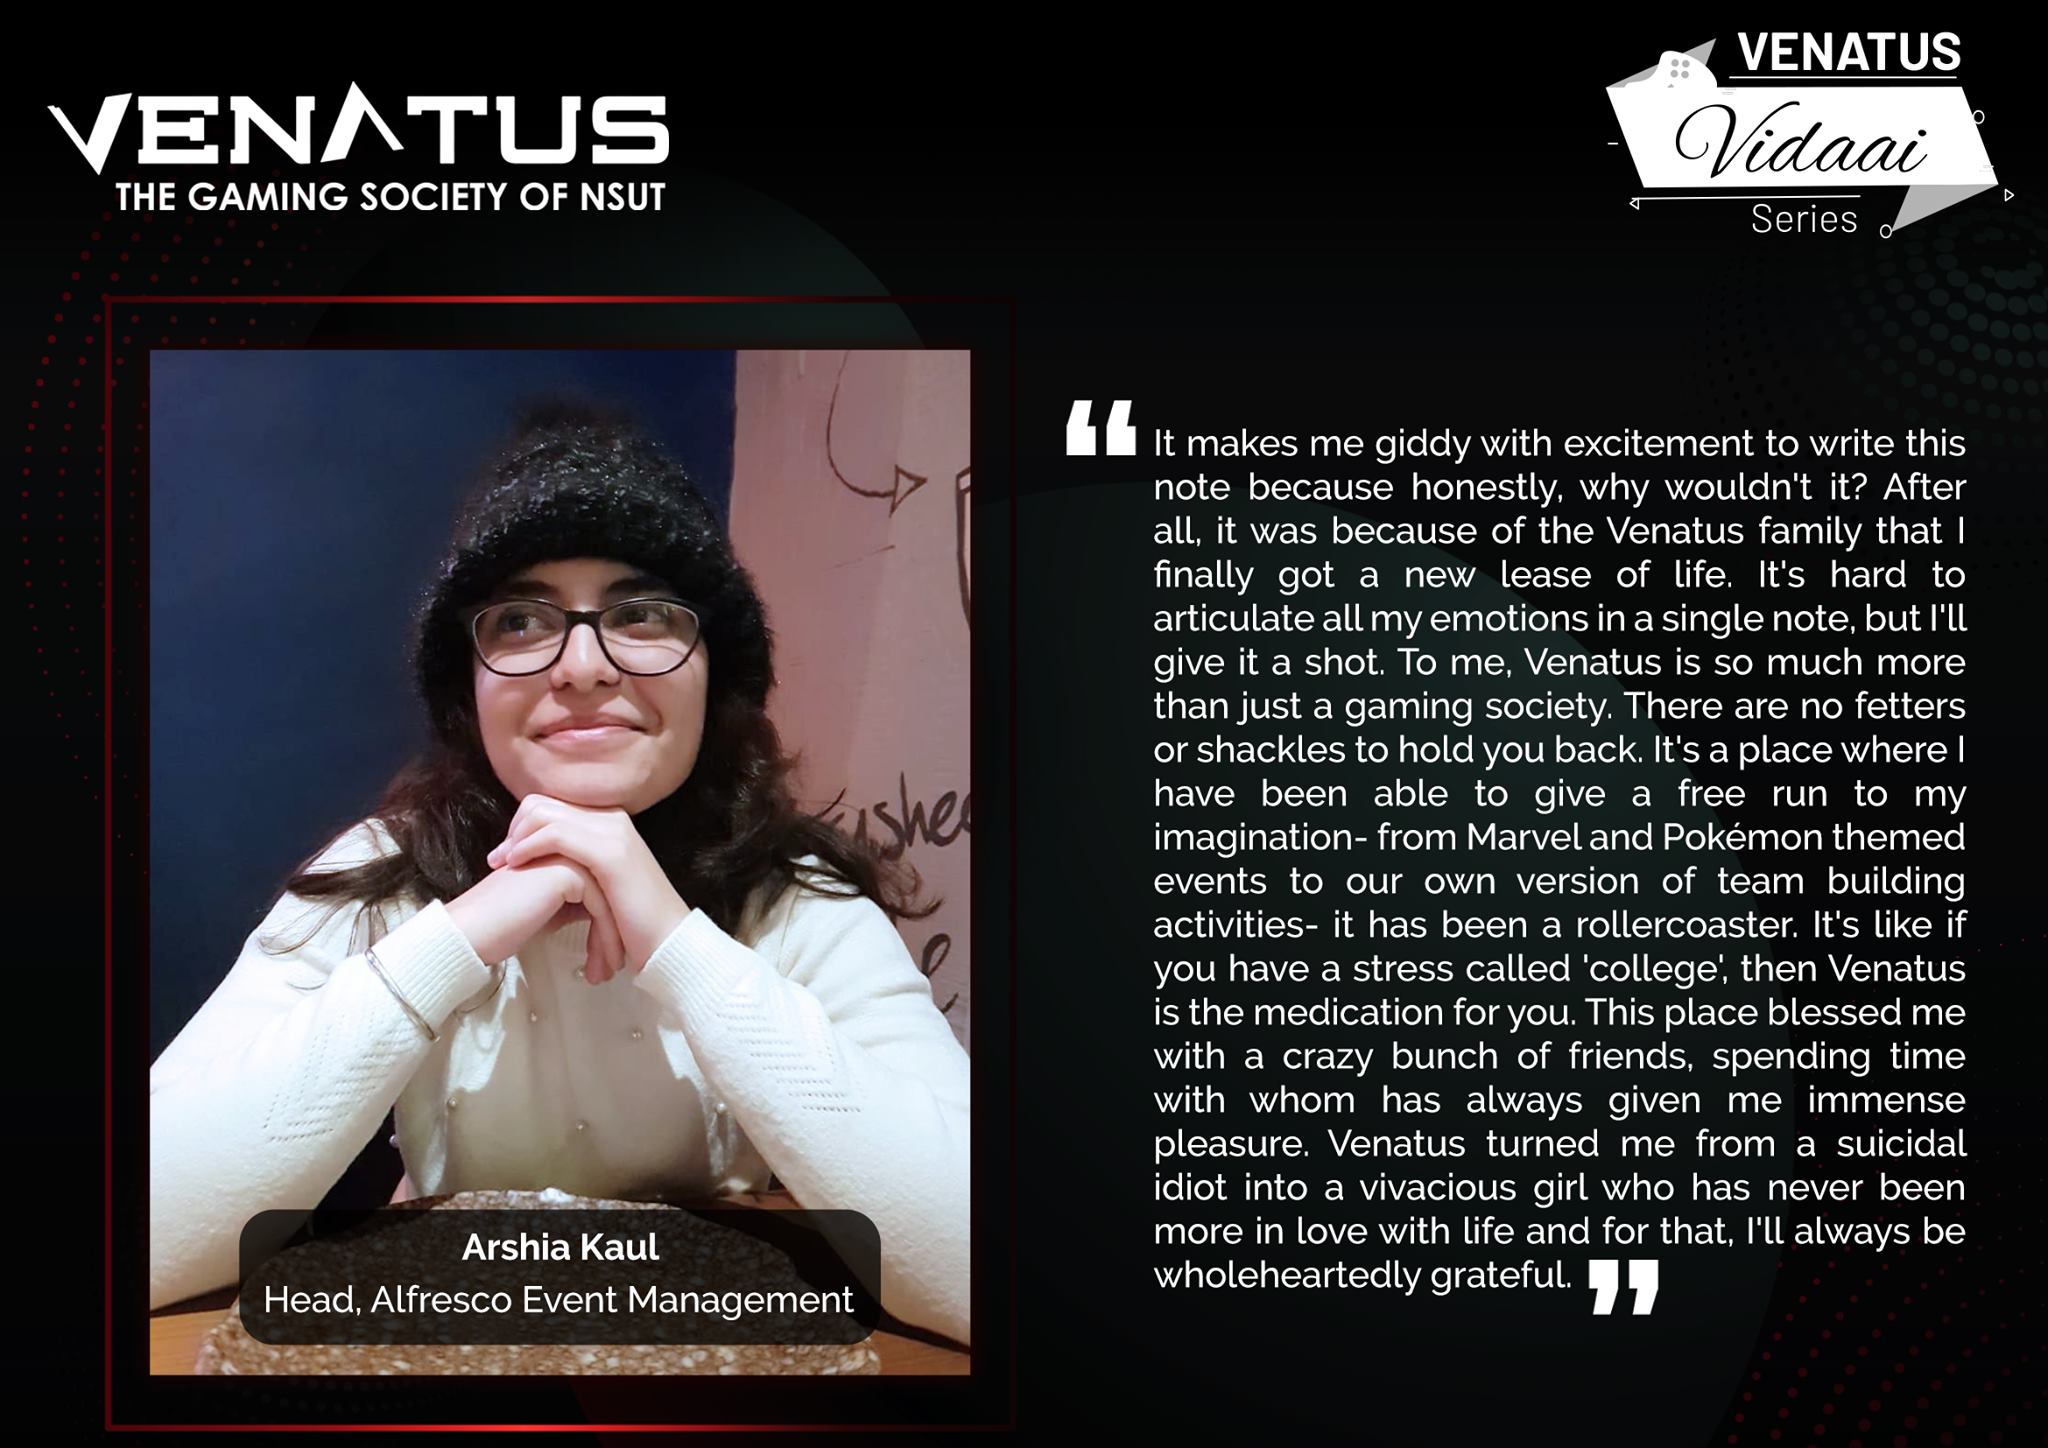 VENATUS
THE GAMING SOCIETY OF NSUT
VENATUS
Vidaai
Series
“It makes me giddy with excitement to write this
note because honestly, why wouldn't it? After
all, it was because of the Venatus family that I
finally got a new lease of life. It's hard to
articulate all my emotions in a single note, but I'll
give it a shot. To me, Venatus is so much more
than just a gaming society. There are no fetters
or shackles to hold you back. It's a place where I
have been able to give a free run to my
imagination- from Marvel and Pokémon themed
events to our own version of team building
activities- it has been a rollercoaster. It's like if
you have a stress called 'college', then Venatus
is the medication for you. This place blessed me
with a crazy bunch of friends, spending time
with whom has always given me immense
pleasure. Venatus turned me from a suicidal
idiot into a vivacious girl who has never been
more in love with life and for that, I'll always be
wholeheartedly grateful.”
Arshia Kaul
Head, Alfresco Event Management